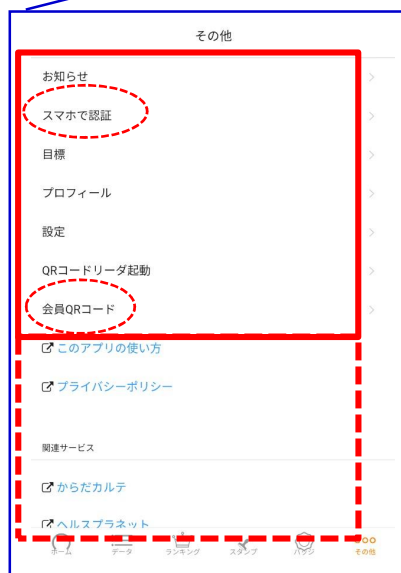 その他
お知らせ
スマホで認証
目標
プロフィール
設定
QRコードリーダ起動
会員QRコード
このアプリの使い方
プライバシーポリシー
関連サービス
からだカルテ
ヘルスプラネット
ホーム データ ランキング スタンプ バッジ その他